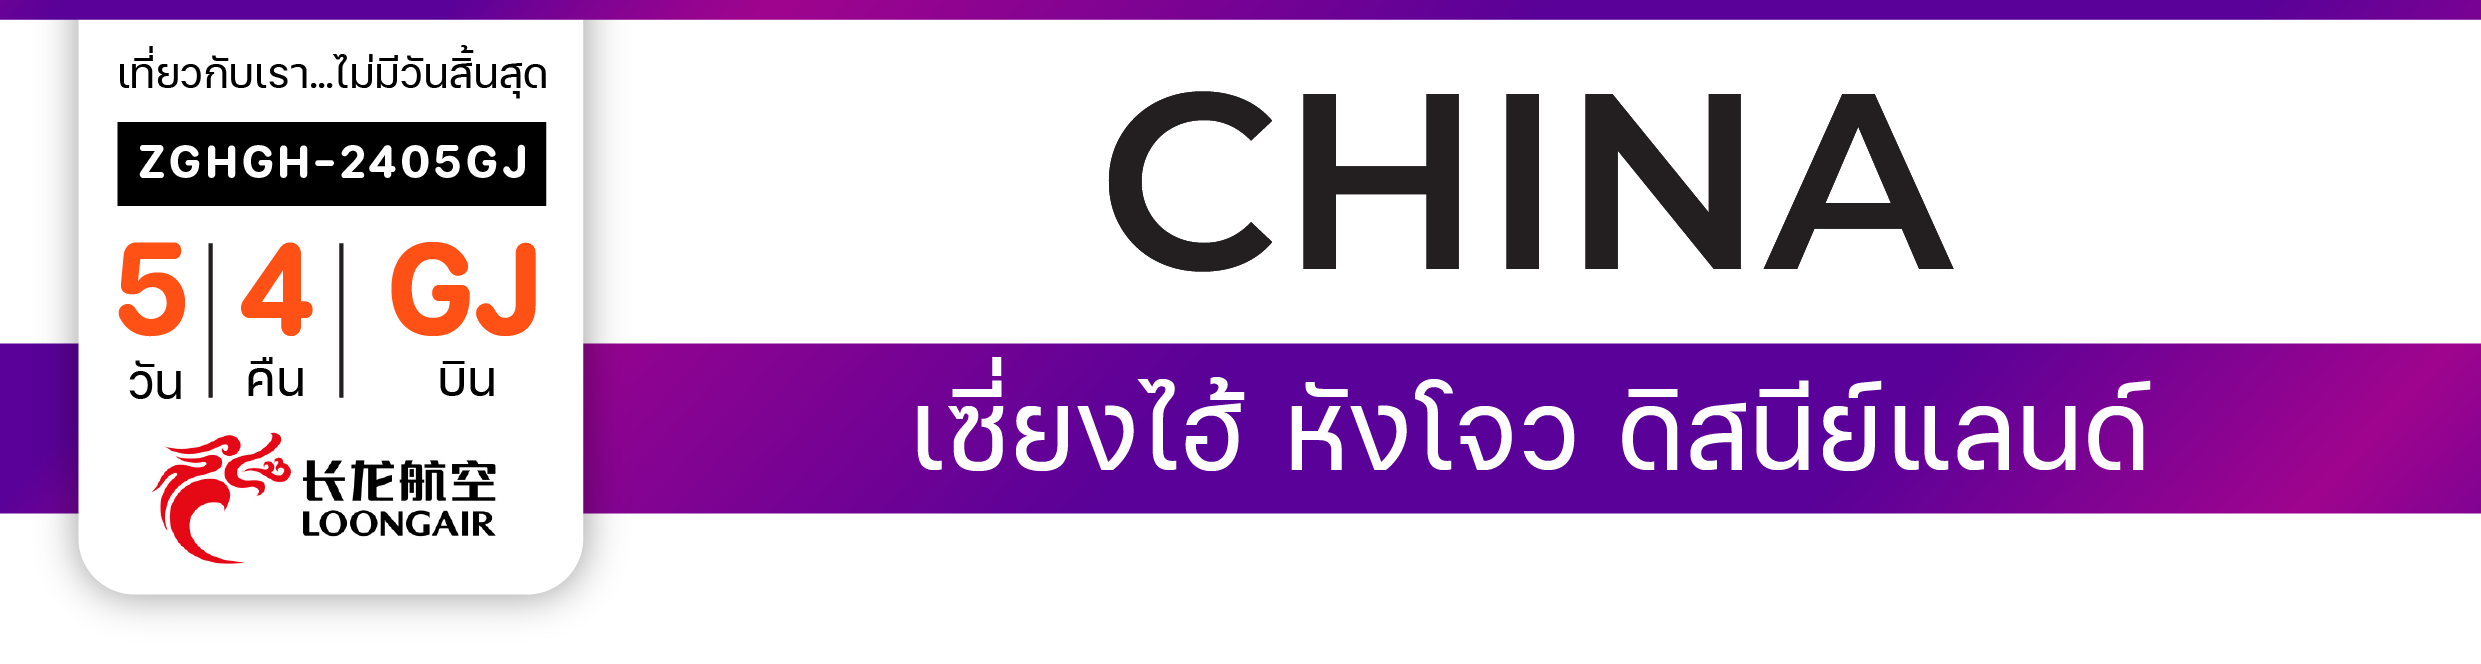 เที่ยวกับเรา...ไม่มีวันสิ้นสุด
ZGHGH-2405GJ
5 4 GJ
วัน คืน บิน
长龙航空
LOONGAIR
CHINA
เซี่ยงไฮ้ หังโจว ดิสนีย์แลนด์